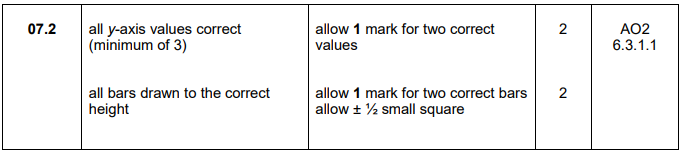 07.2 all y-axis values correct allow 1 mark for two correct 2 AO2
(minimum of 3) values 6.3.1.1
all bars drawn to the correct allow 1 mark for two correct bars 2
height allow ± ½ small square